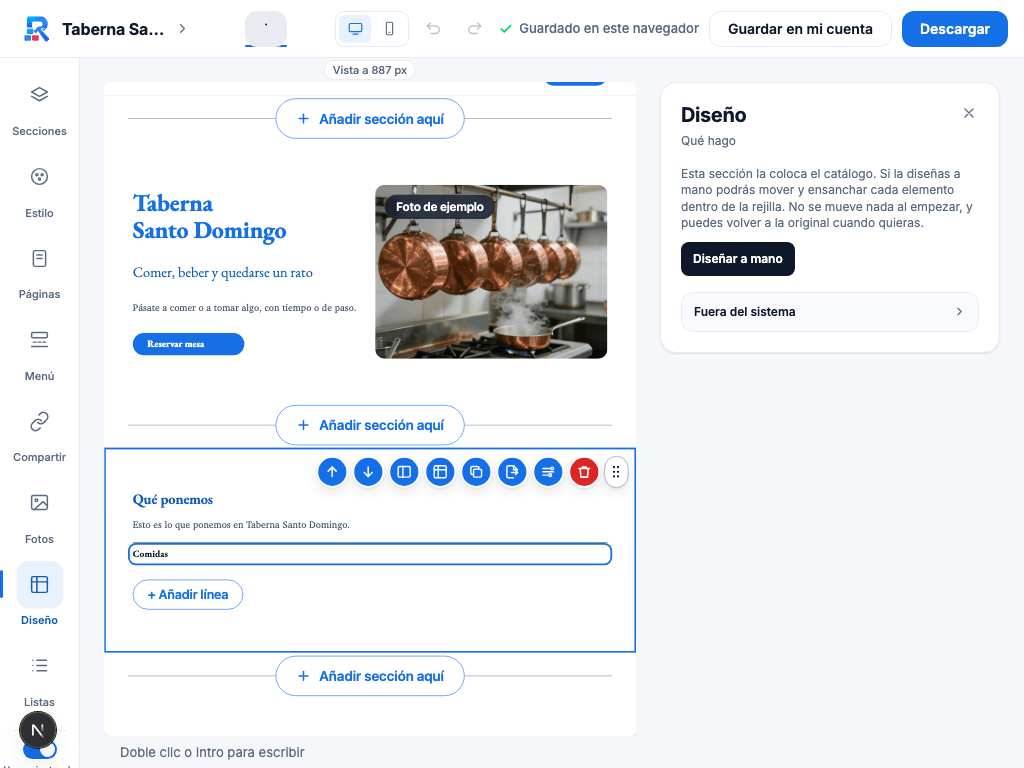 Taberna Sa...
Guardado en este navegador
Guardar en mi cuenta
Descargar
Vista a 887 px
Secciones
Estilo
Páginas
Menú
Compartir
Fotos
Diseño
Listas
N
+ Añadir sección aquí
Taberna
Santo Domingo
Comer, beber y quedarse un rato
Pásate a comer o a tomar algo, con tiempo o de paso.
Reservar mesa
Foto de ejemplo
+ Añadir sección aquí
Qué ponemos
Esto es lo que ponemos en Taberna Santo Domingo.
Comidas
+ Añadir línea
+ Añadir sección aquí
Doble clic o Intro para escribir
Diseño
Qué hago
Esta sección la coloca el catálogo. Si la diseñas a
mano podrás mover y ensanchar cada elemento
dentro de la rejilla. No se mueve nada al empezar, y
puedes volver a la original cuando quieras.
Diseñar a mano
Fuera del sistema